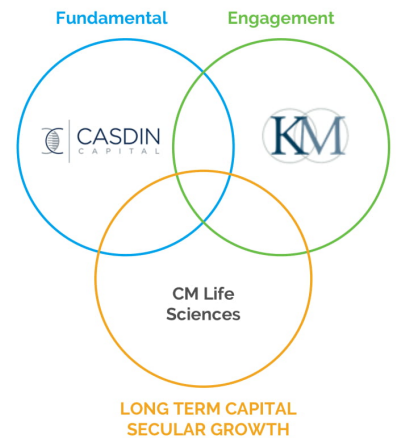 Fundamental
Engagement
CASDIN
CAPITAL
KM
CM Life
Sciences
LONG TERM CAPITAL
SECULAR GROWTH